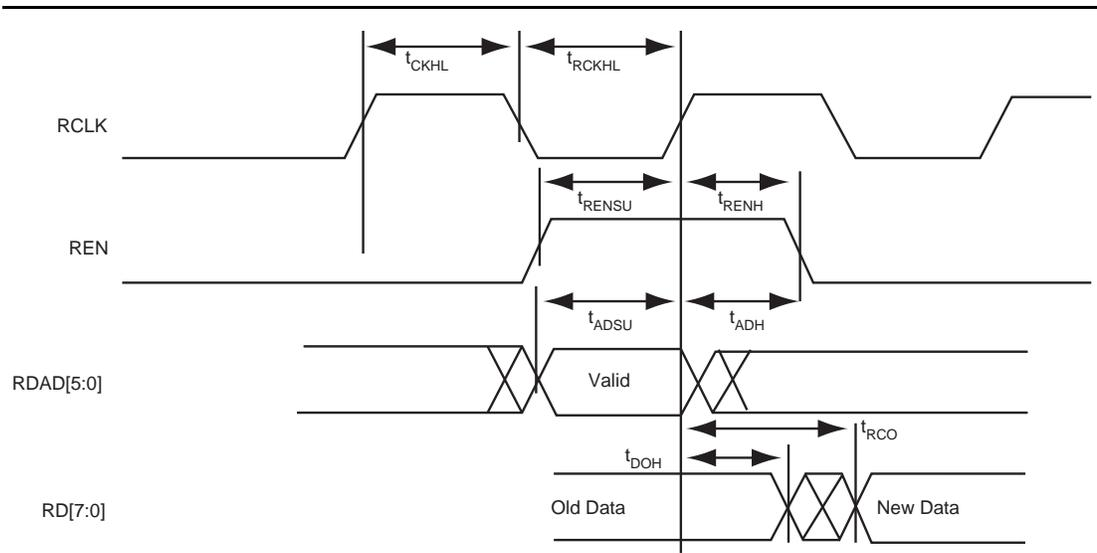 tCKHL
tRCKHL
RCLK
tRENSU
tRENH
REN
tADSU
tADH
RDAD[5:0]
Valid
tRCO
tDOH
RD[7:0]
Old Data
New Data